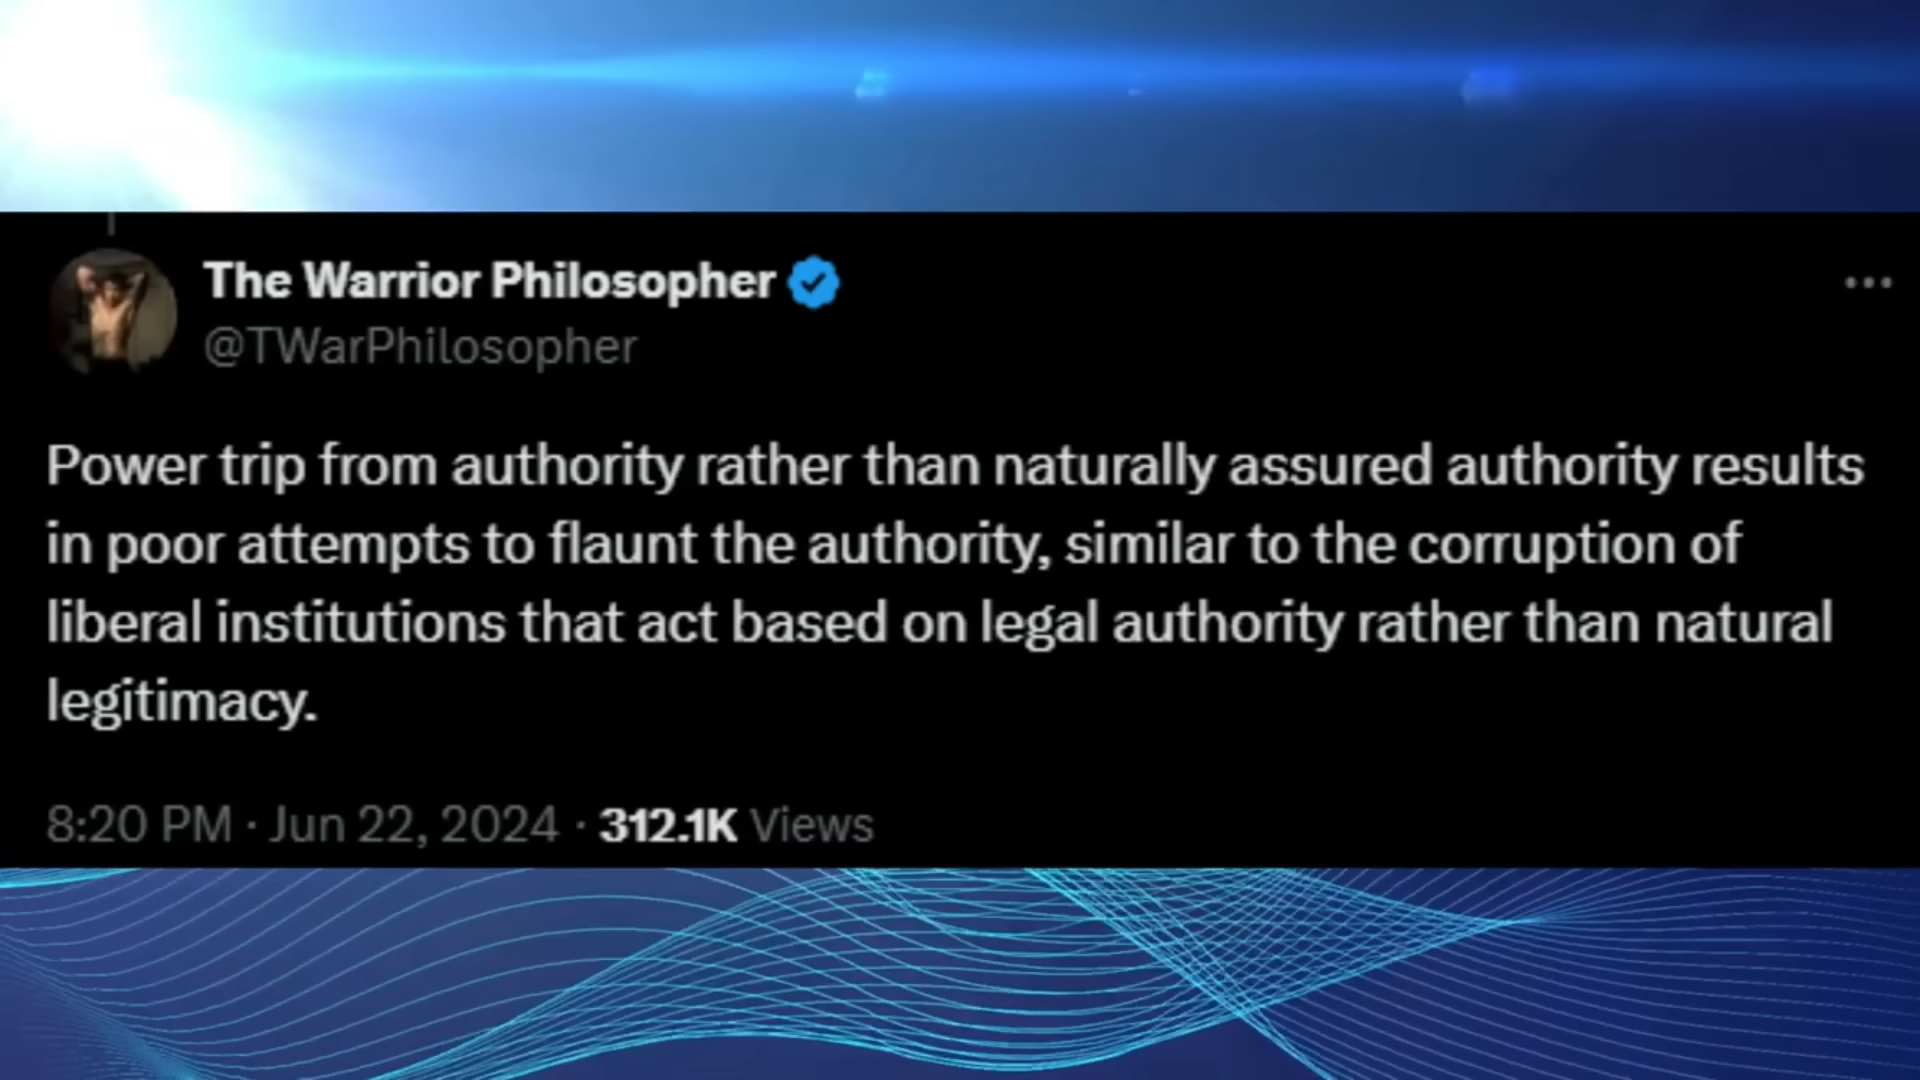 The Warrior Philosopher
@TWarPhilosopher
Power trip from authority rather than naturally assured authority results
in poor attempts to flaunt the authority, similar to the corruption of
liberal institutions that act based on legal authority rather than natural
legitimacy.
8:20 PM · Jun 22, 2024 · 312.1K Views